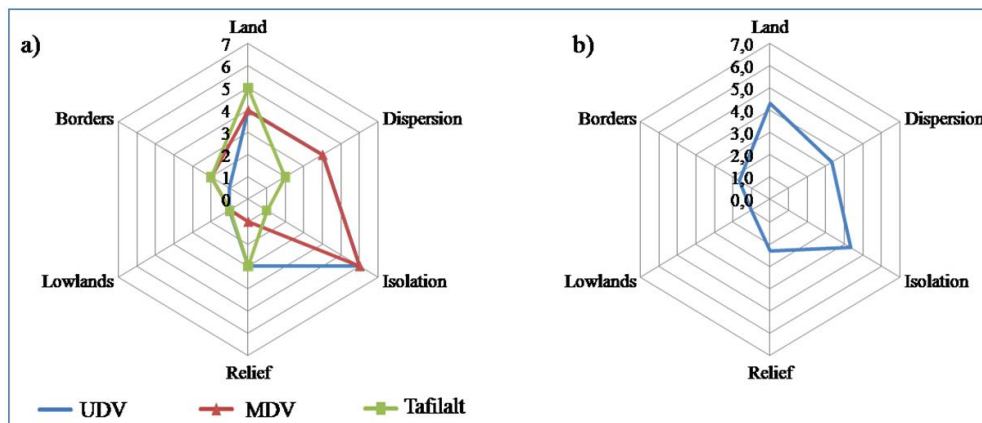 a)
Land
7
6
5
4
3
2
1
0
Borders
Dispersion
Lowlands
Isolation
Relief
UDV MDV Tafilalt
b)
Land
7,0
6,0
5,0
4,0
3,0
2,0
1,0
0,0
Borders
Dispersion
Lowlands
Isolation
Relief